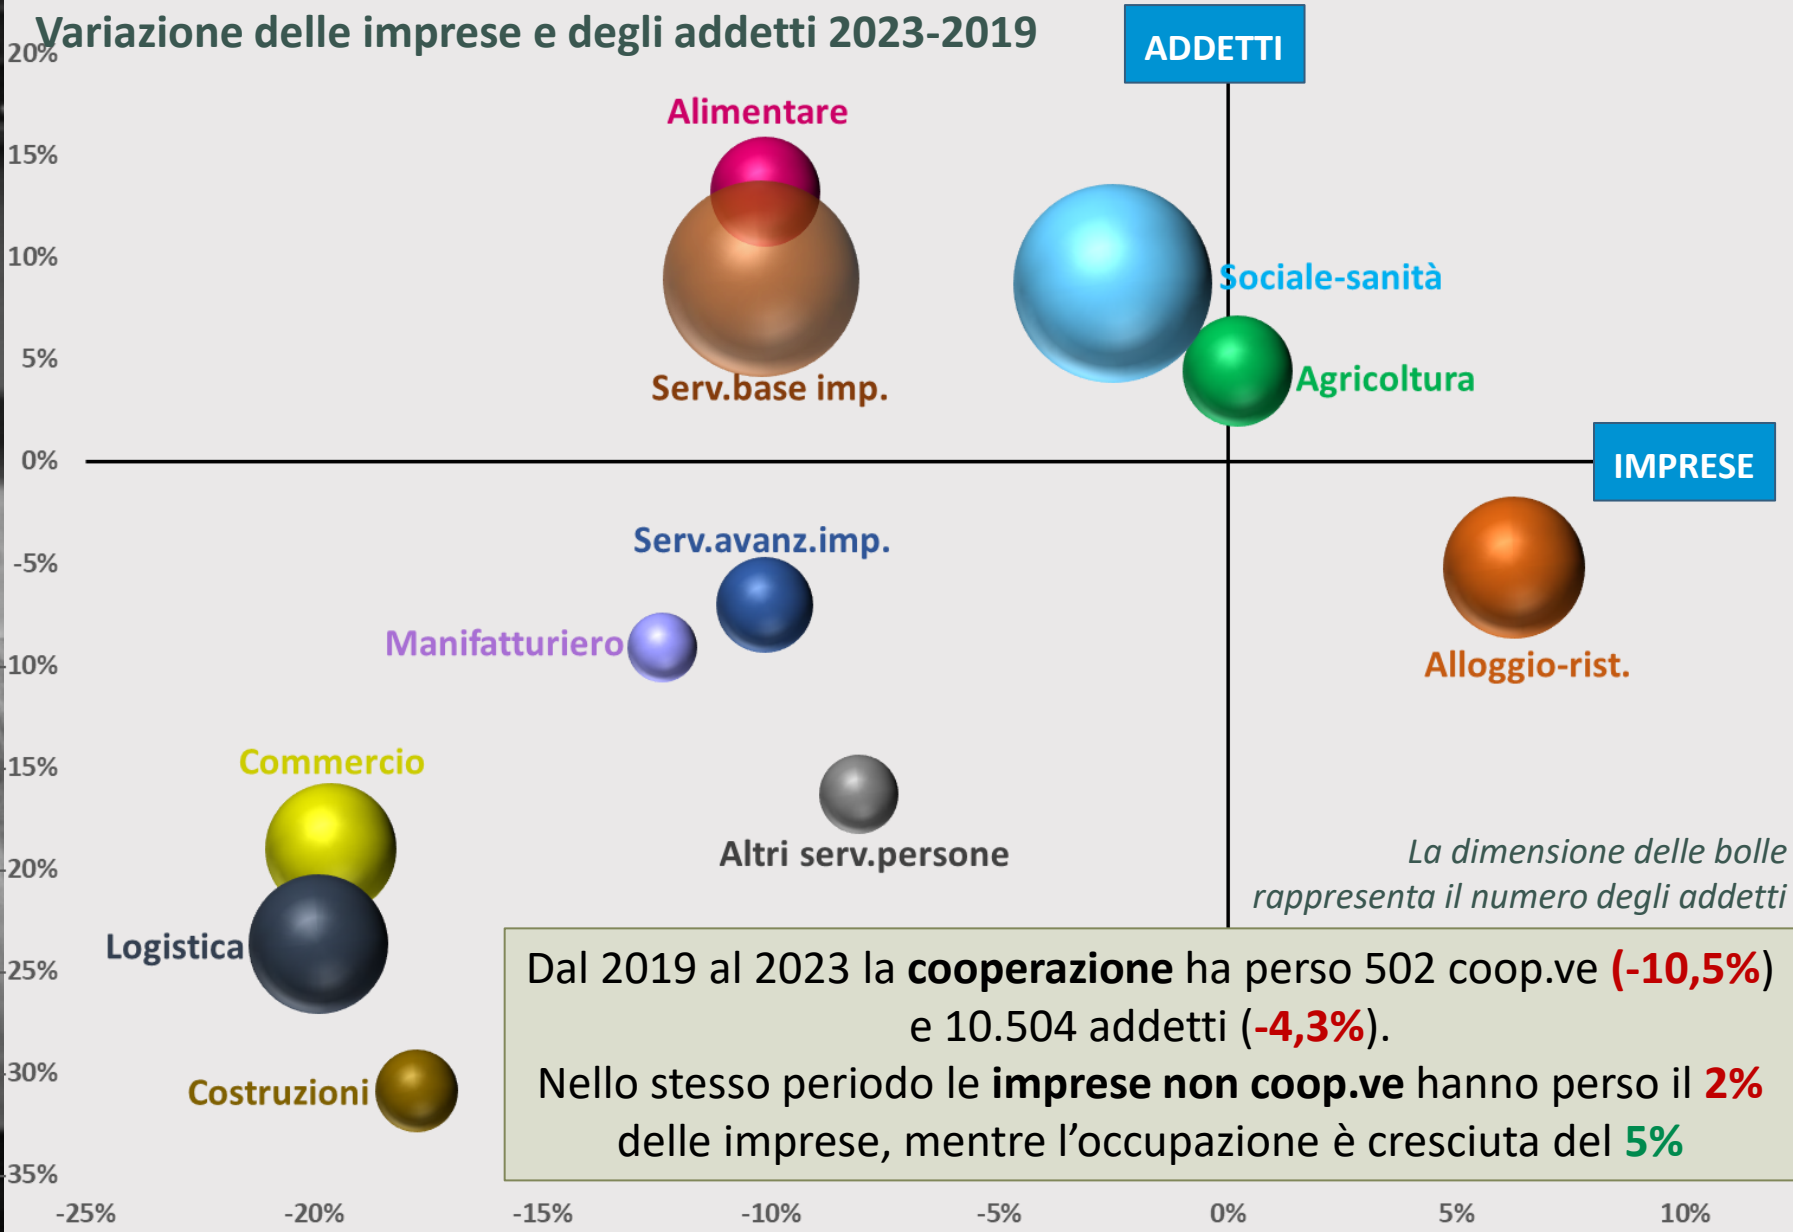 Variazione delle imprese e degli addetti 2023-2019
ADDETTI
20%
Alimentare
15%
10%
Sociale-sanità
5%
Agricoltura
Serv.base imp.
0%
IMPRESE
Serv.avanz.imp.
-5%
Manifatturiero
-10%
Alloggio-rist.
Commercio
-15%
Altri serv.persone
La dimensione delle bolle
rappresenta il numero degli addetti
-20%
Logistica
-25%
Dal 2019 al 2023 la cooperazione ha perso 502 coop.ve (-10,5%)
e 10.504 addetti (-4,3%).
-30%
Costruzioni
Nello stesso periodo le imprese non coop.ve hanno perso il 2%
delle imprese, mentre l’occupazione è cresciuta del 5%
-35%
-25% -20% -15% -10% -5% 0% 5% 10%